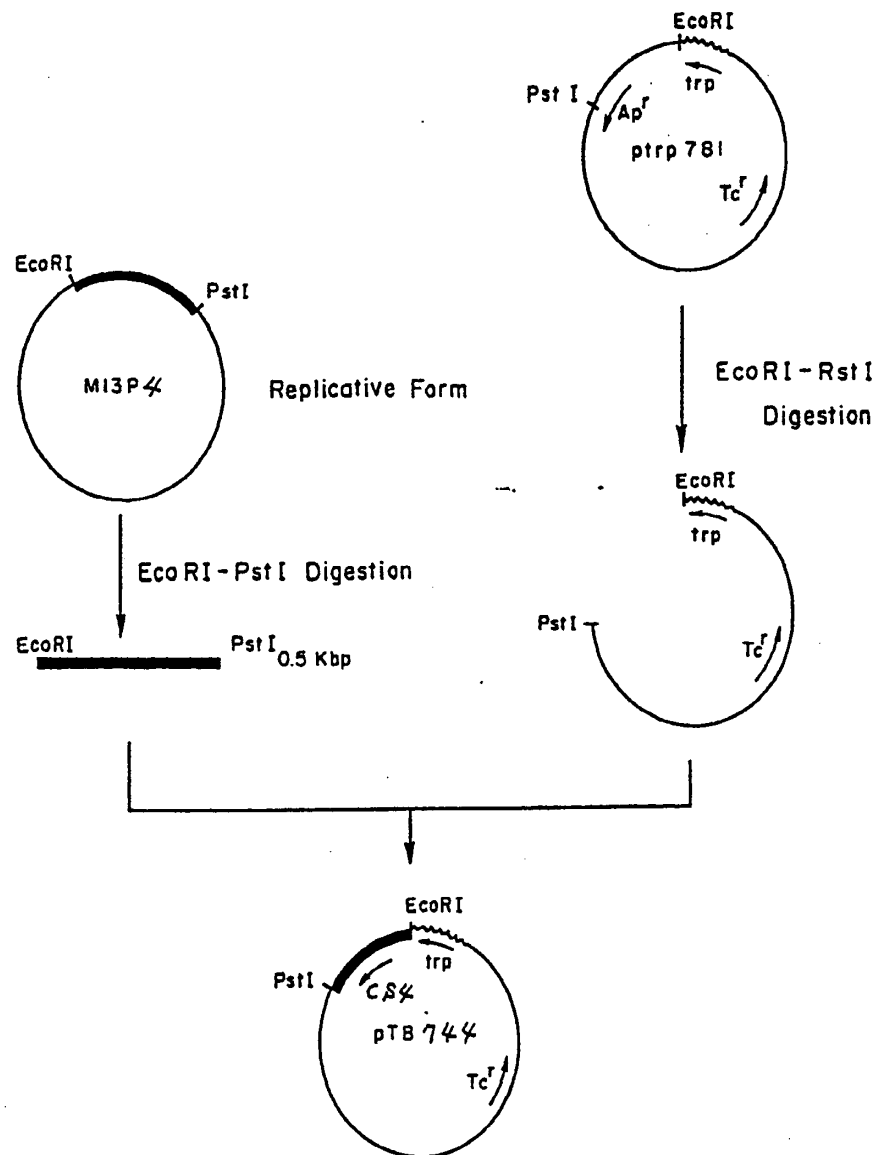 EcoRI
trp
Pst I
Apr
ptrp 781
Tcr
EcoRI
PstI
M13P4
Replicative Form
EcoRI-RstI
Digestion
EcoRI
trp
EcoRI-PstI Digestion
PstI
Tcr
EcoRI
PstI
0.5 Kbp
EcoRI
trp
PstI
CS4
pTB 744
Tcr